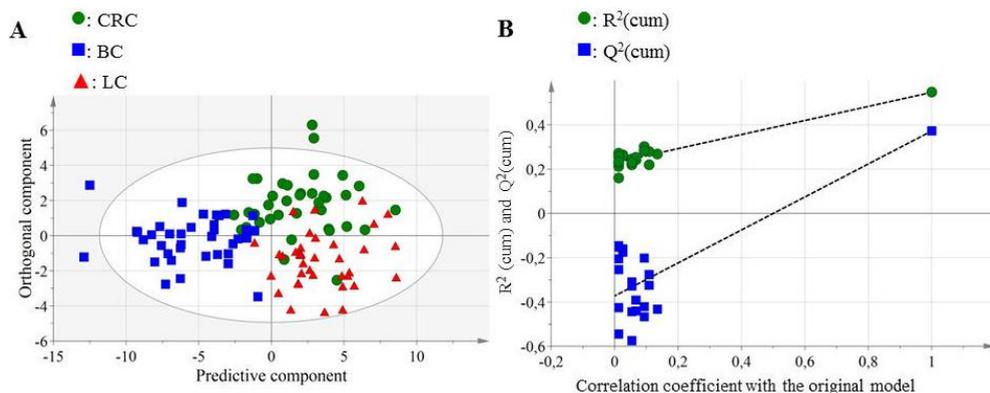 A
: CRC
: BC
: LC
Orthogonal component
6
4
2
0
-2
-4
-6
-15
-10
-5
0
5
10
Predictive component
B
: R²(cum)
: Q²(cum)
R² (cum) and Q²(cum)
0,4
0,2
0
-0,2
-0,4
-0,6
-0,2
0
0,2
0,4
0,6
0,8
1
-0,6
Correlation coefficient with the original model